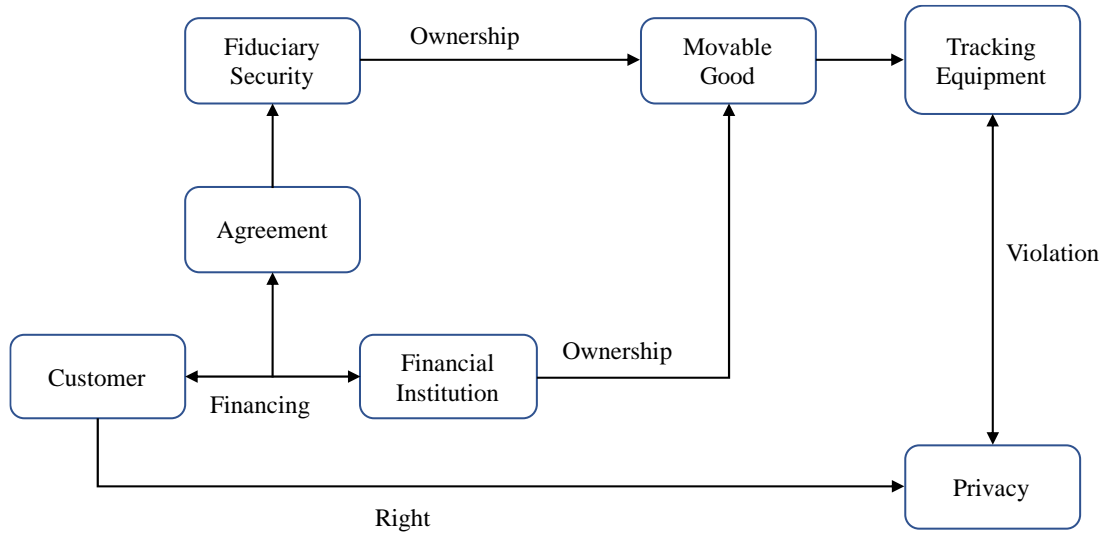 Ownership
Fiduciary
Security
Movable
Good
Tracking
Equipment
Agreement
Violation
Ownership
Customer
Financial
Institution
Financing
Privacy
Right